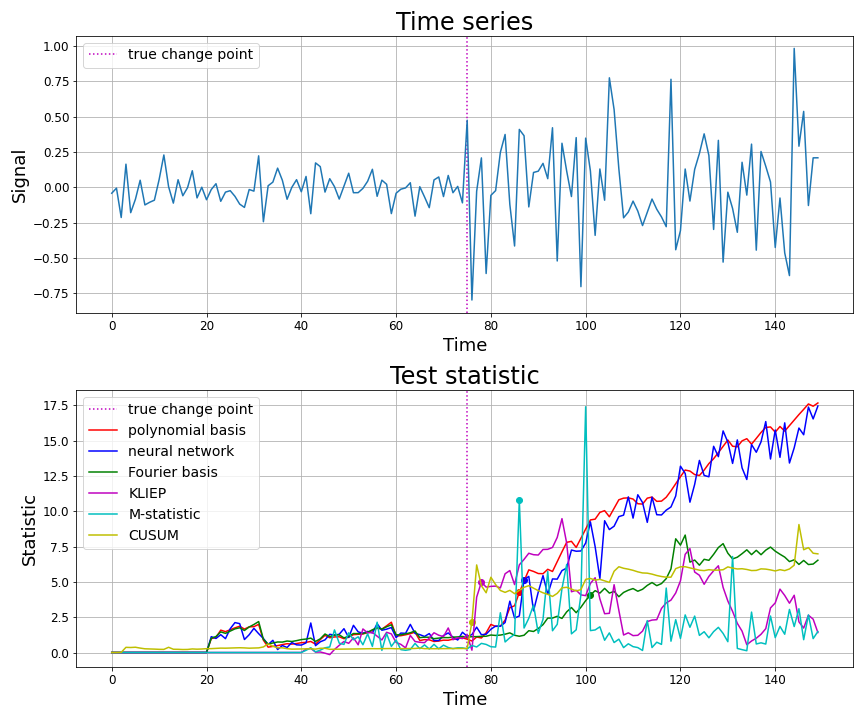 Time series
true change point
1.00
0.75
0.50
0.25
0.00
−0.25
−0.50
−0.75
Signal
0 20 40 60 80 100 120 140
Time
Test statistic
true change point
polynomial basis
neural network
Fourier basis
KLIEP
M-statistic
CUSUM
17.5
15.0
12.5
10.0
7.5
5.0
2.5
0.0
Statistic
0 20 40 60 80 100 120 140
Time